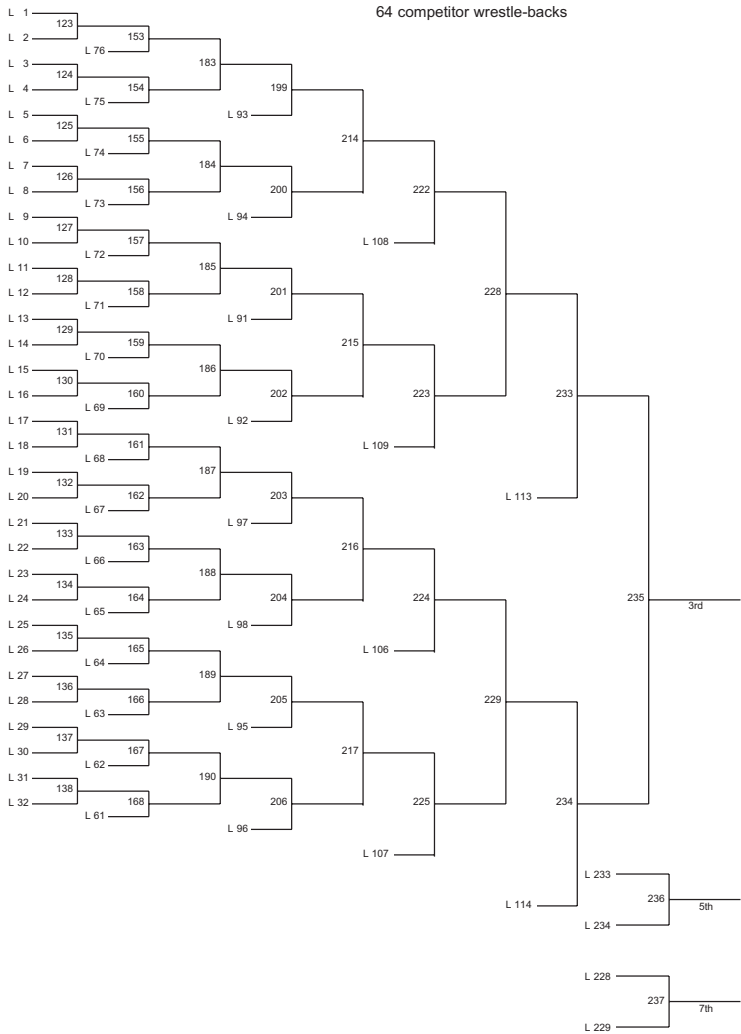 64 competitor wrestle-backs
L 1
123
L 2
153
L 76
183
L 3
124
L 4
154
L 75
199
L 93
L 5
125
L 6
155
L 74
184
214
L 7
126
L 8
156
L 73
200
L 94
222
L 108
L 9
127
L 10
157
L 72
185
L 11
128
L 12
158
L 71
201
L 91
228
L 13
129
L 14
159
L 70
186
215
L 15
130
L 16
160
L 69
202
L 92
223
L 109
233
L 113
L 17
131
L 18
161
L 68
187
L 19
132
L 20
162
L 67
203
L 97
L 21
133
L 22
163
L 66
188
216
L 23
134
L 24
164
L 65
204
L 98
224
L 106
235
3rd
L 25
135
L 26
165
L 64
189
L 27
136
L 28
166
L 63
205
L 95
229
L 29
137
L 30
167
L 62
190
217
L 31
138
L 32
168
L 61
206
L 96
225
L 107
234
L 114
L 233
236
5th
L 234
L 228
237
7th
L 229